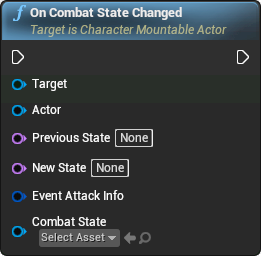 On Combat State Changed
Target is Character Mountable Actor
Target
Actor
Previous State None
New State None
Event Attack Info
Combat State
Select Asset